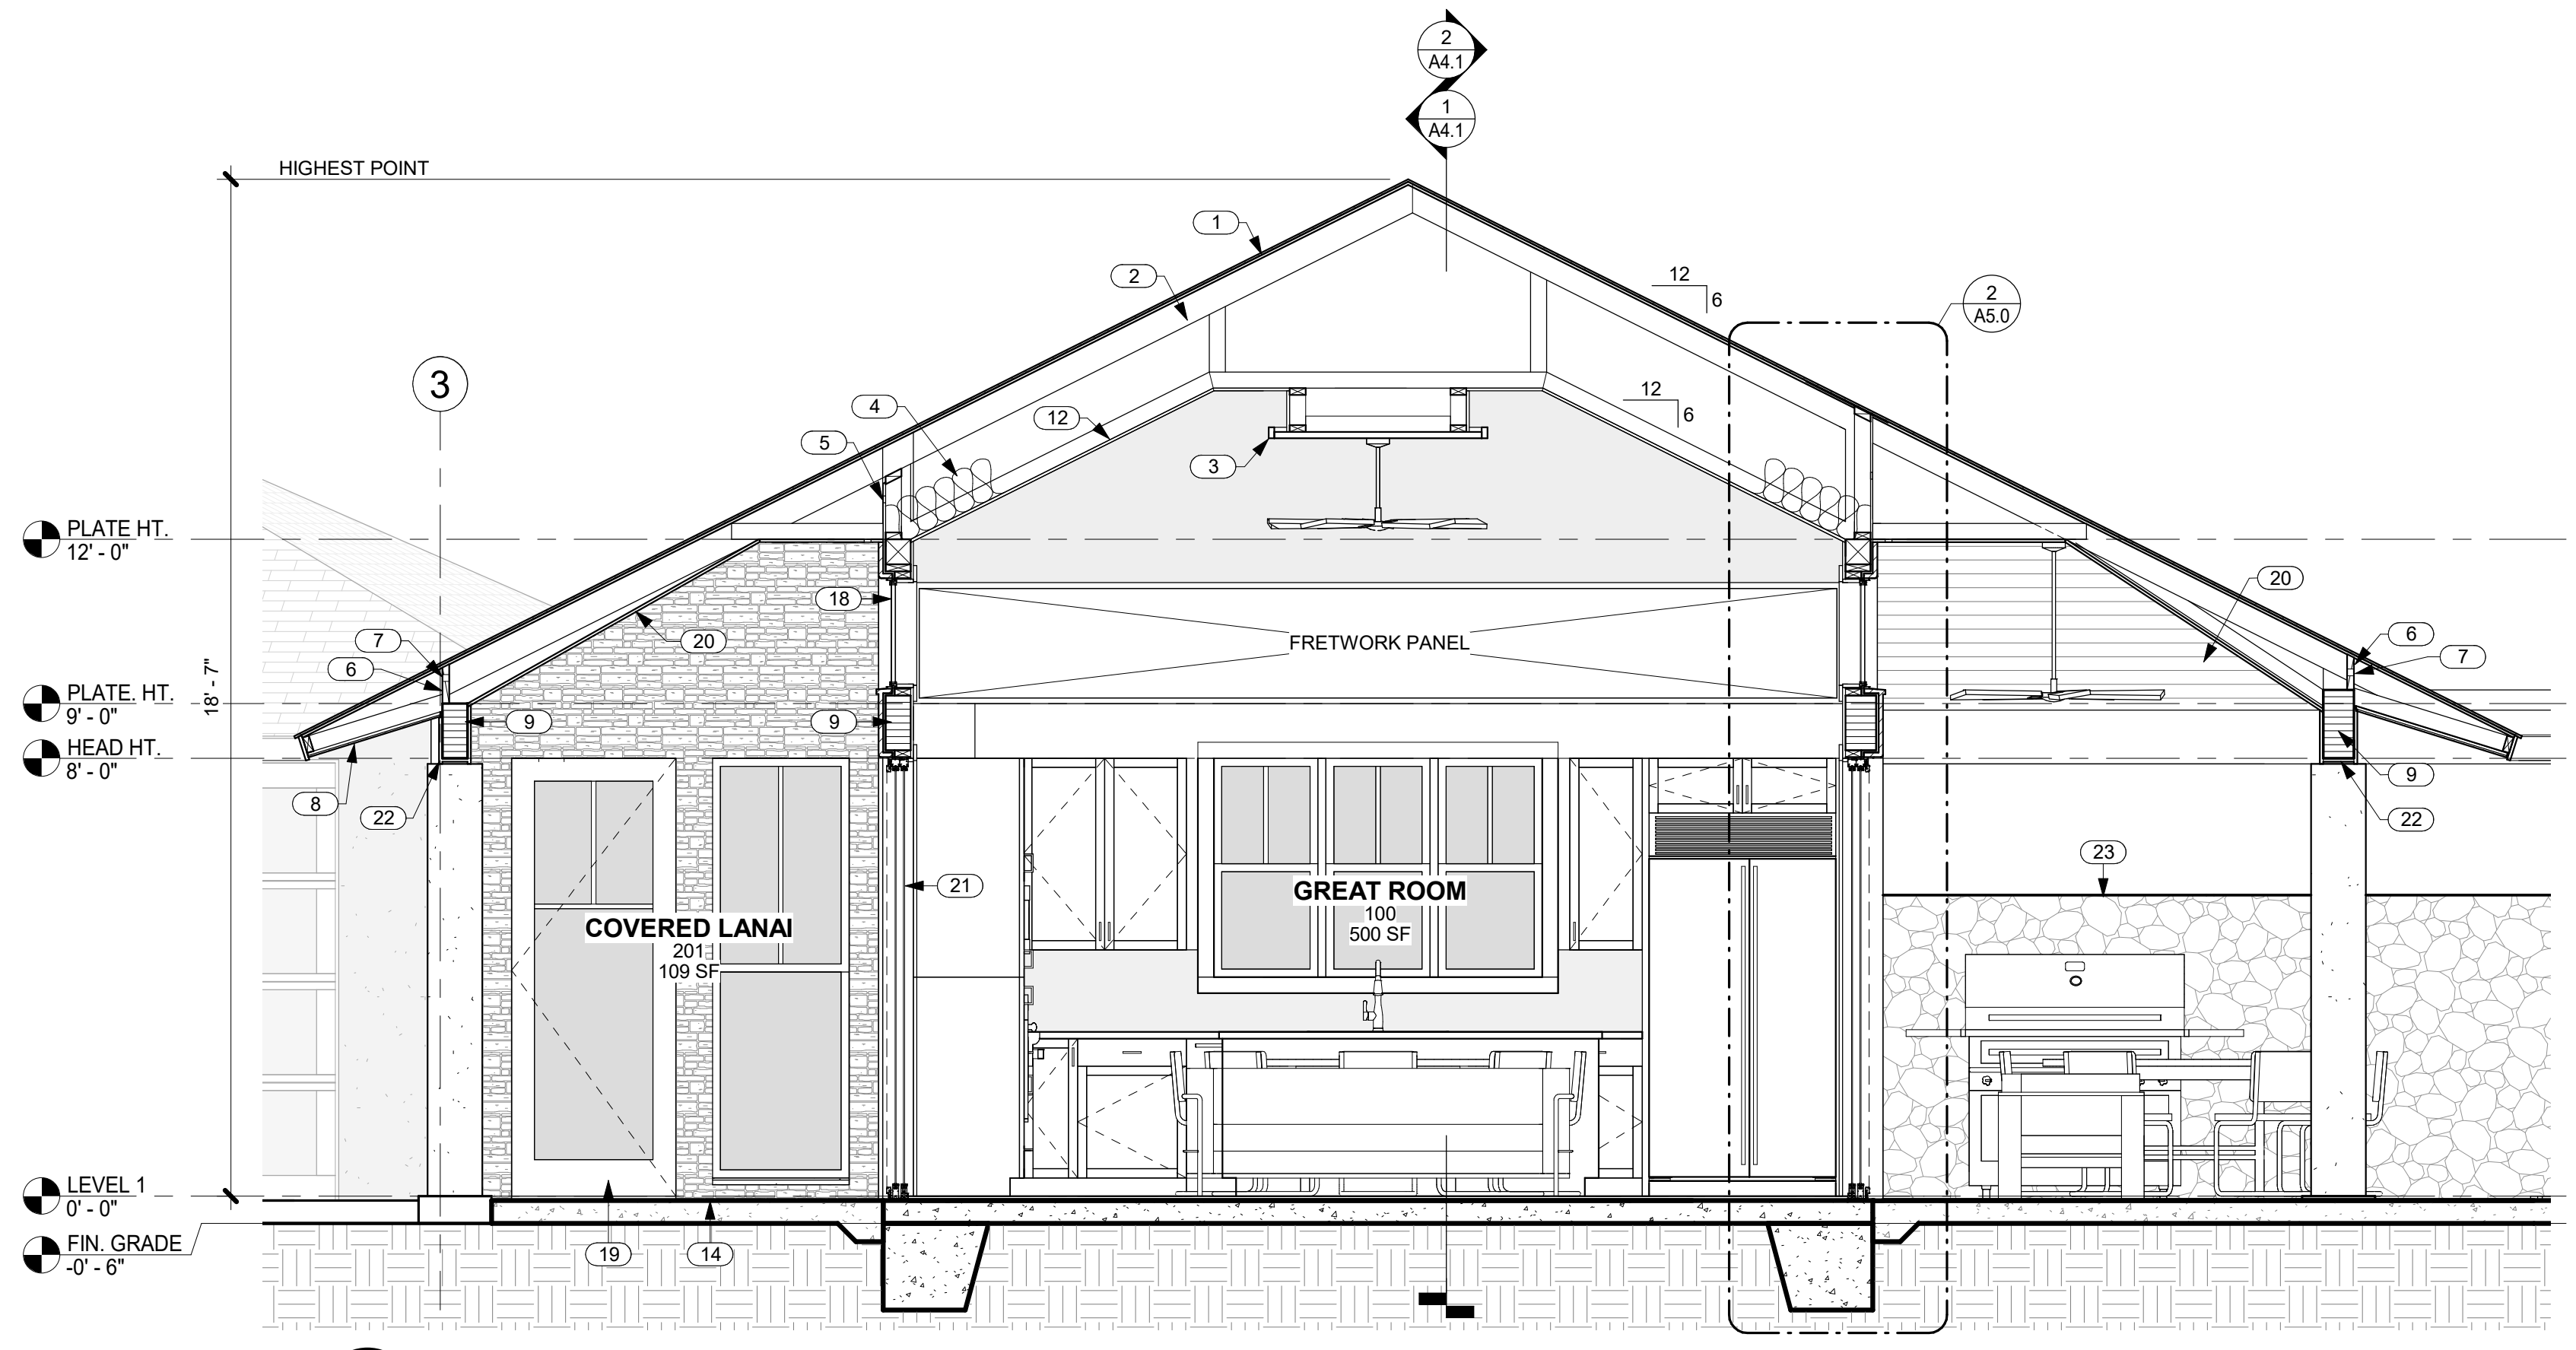 2
A4.1
1
A4.1
HIGHEST POINT
1
2
12
6
2
A5.0
3
4
12
5
3
12
6
PLATE HT.
12' - 0"
18
20
20
FRETWORK PANEL
7
6
6
7
18' - 7"
PLATE. HT.
9' - 0"
9
9
HEAD HT.
8' - 0"
8
22
9
22
23
21
COVERED LANAI
201
109 SF
GREAT ROOM
100
500 SF
LEVEL 1
0' - 0"
FIN. GRADE
-0' - 6"
19
14